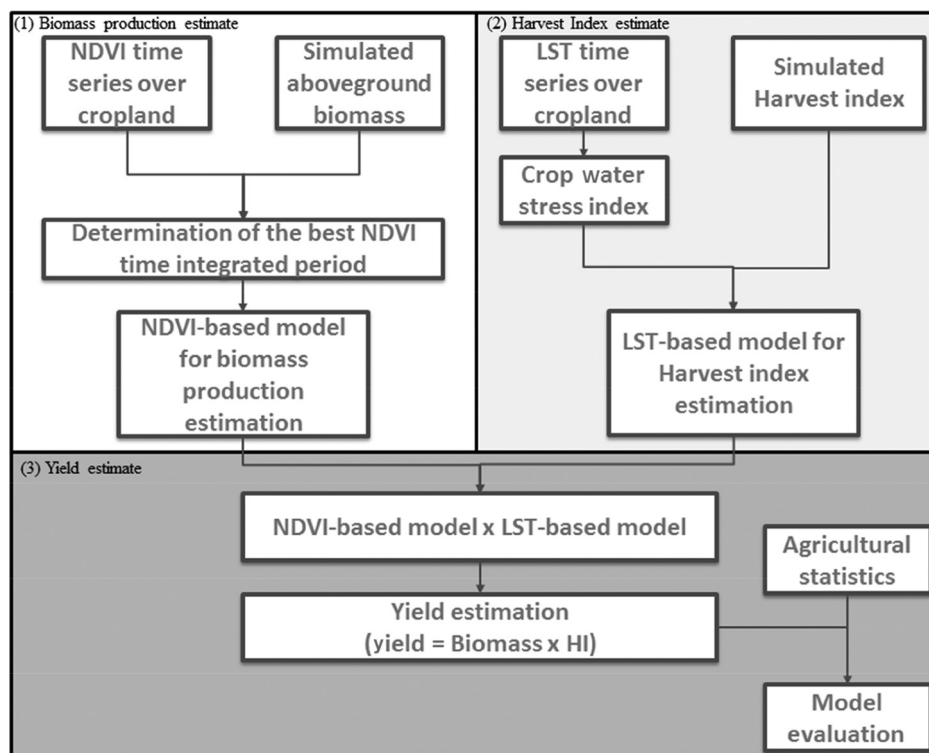 (1) Biomass production estimate
NDVI time
series over
cropland
Simulated
aboveground
biomass
Determination of the best NDVI
time integrated period
NDVI-based model
for biomass
production
estimation
(2) Harvest Index estimate
LST time
series over
cropland
Simulated
Harvest index
Crop water
stress index
LST-based model for
Harvest index
estimation
(3) Yield estimate
NDVI-based model x LST-based model
Agricultural
statistics
Yield estimation
(yield = Biomass x HI)
Model
evaluation